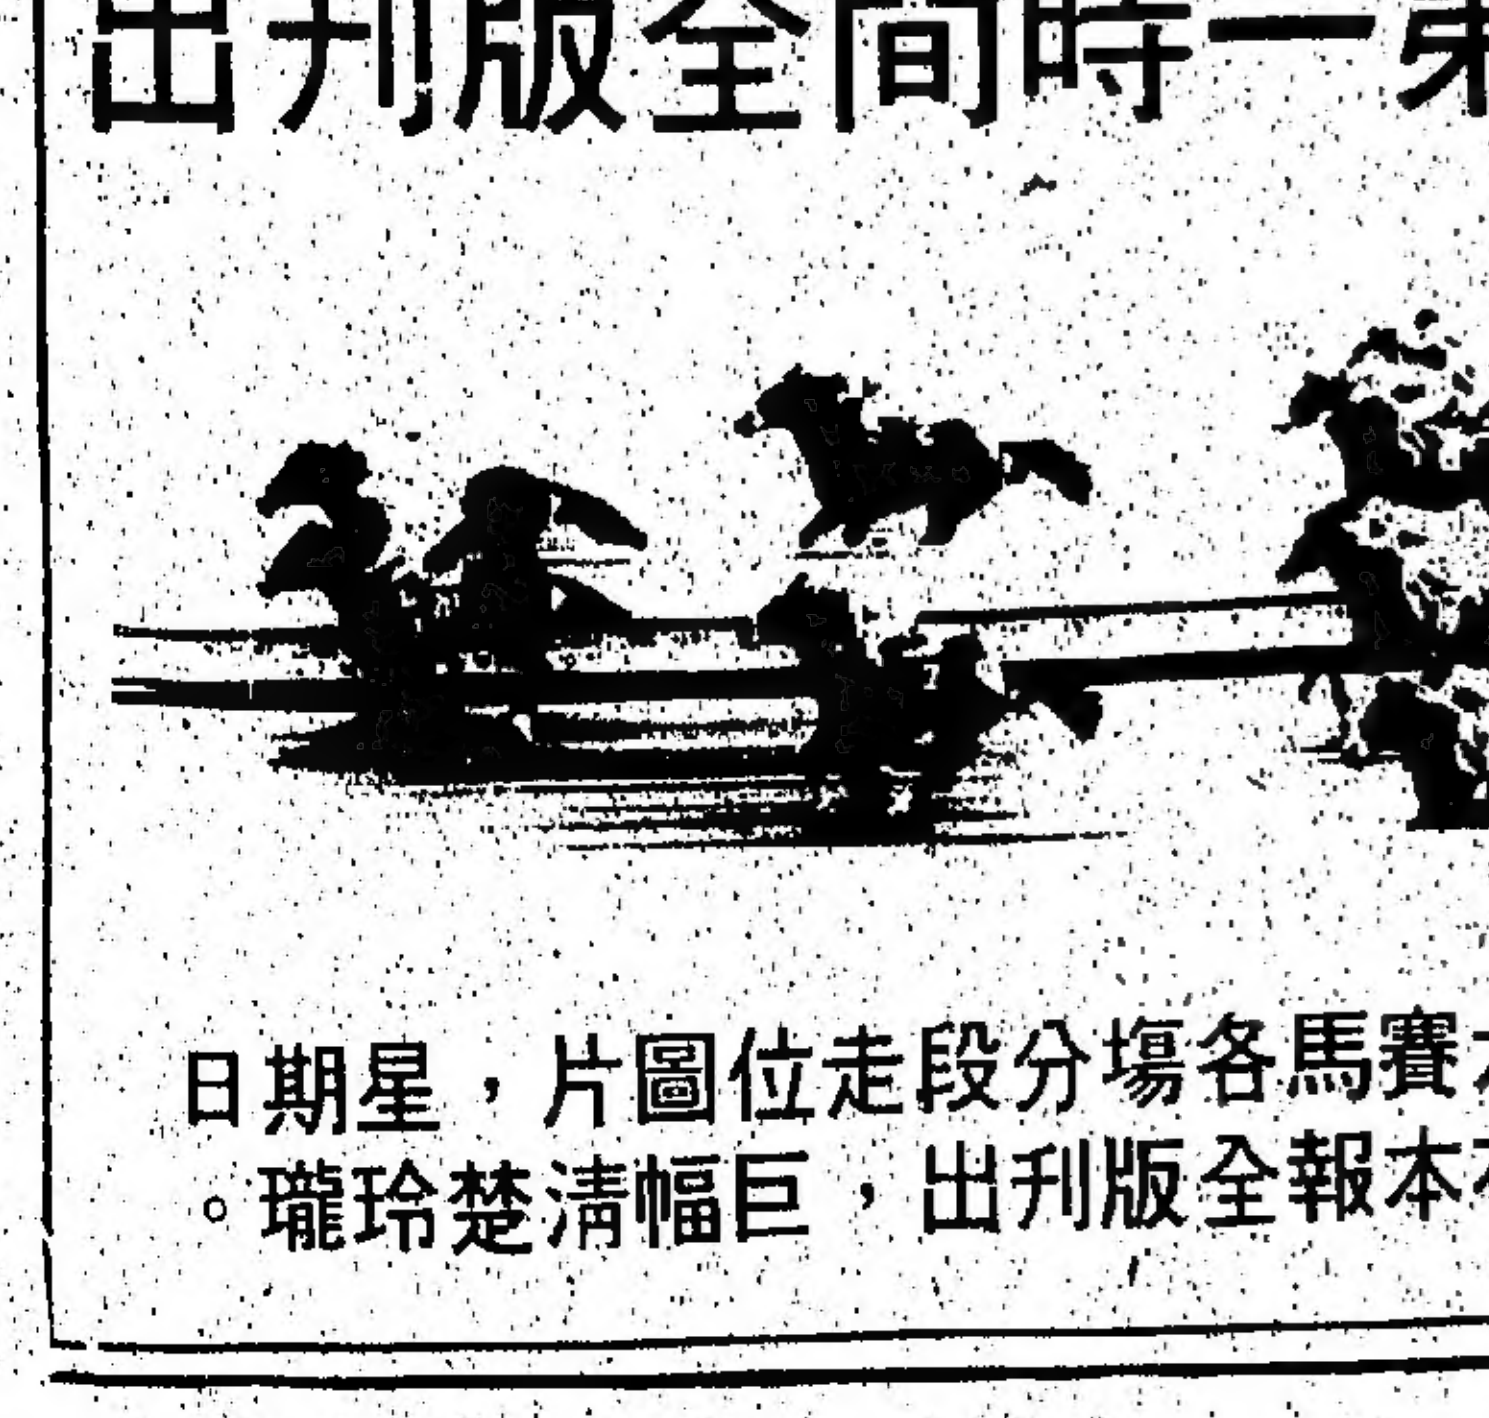 第一時間全版刊出
賽馬各塲分段走位圖片，星期日
本報全版刊出，巨幅清楚玲瓏。